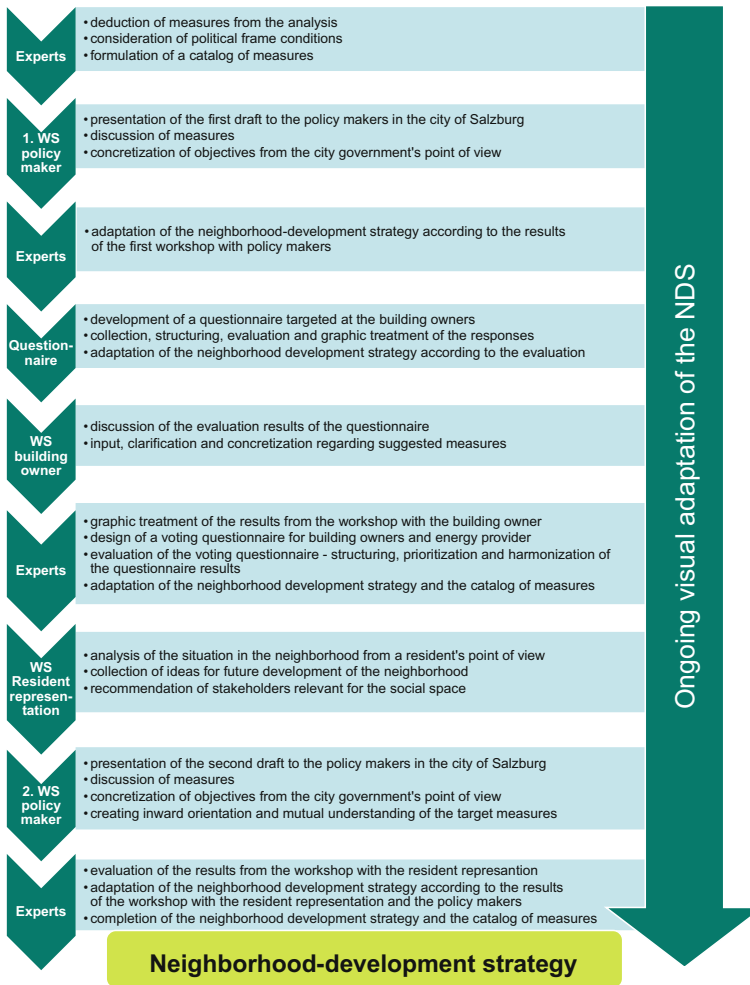 Experts
• deduction of measures from the analysis
• consideration of political frame conditions
• formulation of a catalog of measures
1. WS
policy
maker
• presentation of the first draft to the policy makers in the city of Salzburg
• discussion of measures
• concretization of objectives from the city government's point of view
Experts
• adaptation of the neighborhood-development strategy according to the results
of the first workshop with policy makers
Question-
naire
• development of a questionnaire targeted at the building owners
• collection, structuring, evaluation and graphic treatment of the responses
• adaptation of the neighborhood development strategy according to the evaluation
WS
building
owner
• discussion of the evaluation results of the questionnaire
• input, clarification and concretization regarding suggested measures
Experts
• graphic treatment of the results from the workshop with the building owner
• design of a voting questionnaire for building owners and energy provider
• evaluation of the voting questionnaire - structuring, prioritization and harmonization of
the questionnaire results
• adaptation of the neighborhood development strategy and the catalog of measures
WS
Resident
represen-
tation
• analysis of the situation in the neighborhood from a resident's point of view
• collection of ideas for future development of the neighborhood
• recommendation of stakeholders relevant for the social space
2. WS
policy
maker
• presentation of the second draft to the policy makers in the city of Salzburg
• discussion of measures
• concretization of objectives from the city government's point of view
• creating inward orientation and mutual understanding of the target measures
Experts
• evaluation of the results from the workshop with the resident represantion
• adaptation of the neighborhood development strategy according to the results
of the workshop with the resident representation and the policy makers
• completion of the neighborhood development strategy and the catalog of measures
Neighborhood-development strategy
Ongoing visual adaptation of the NDS